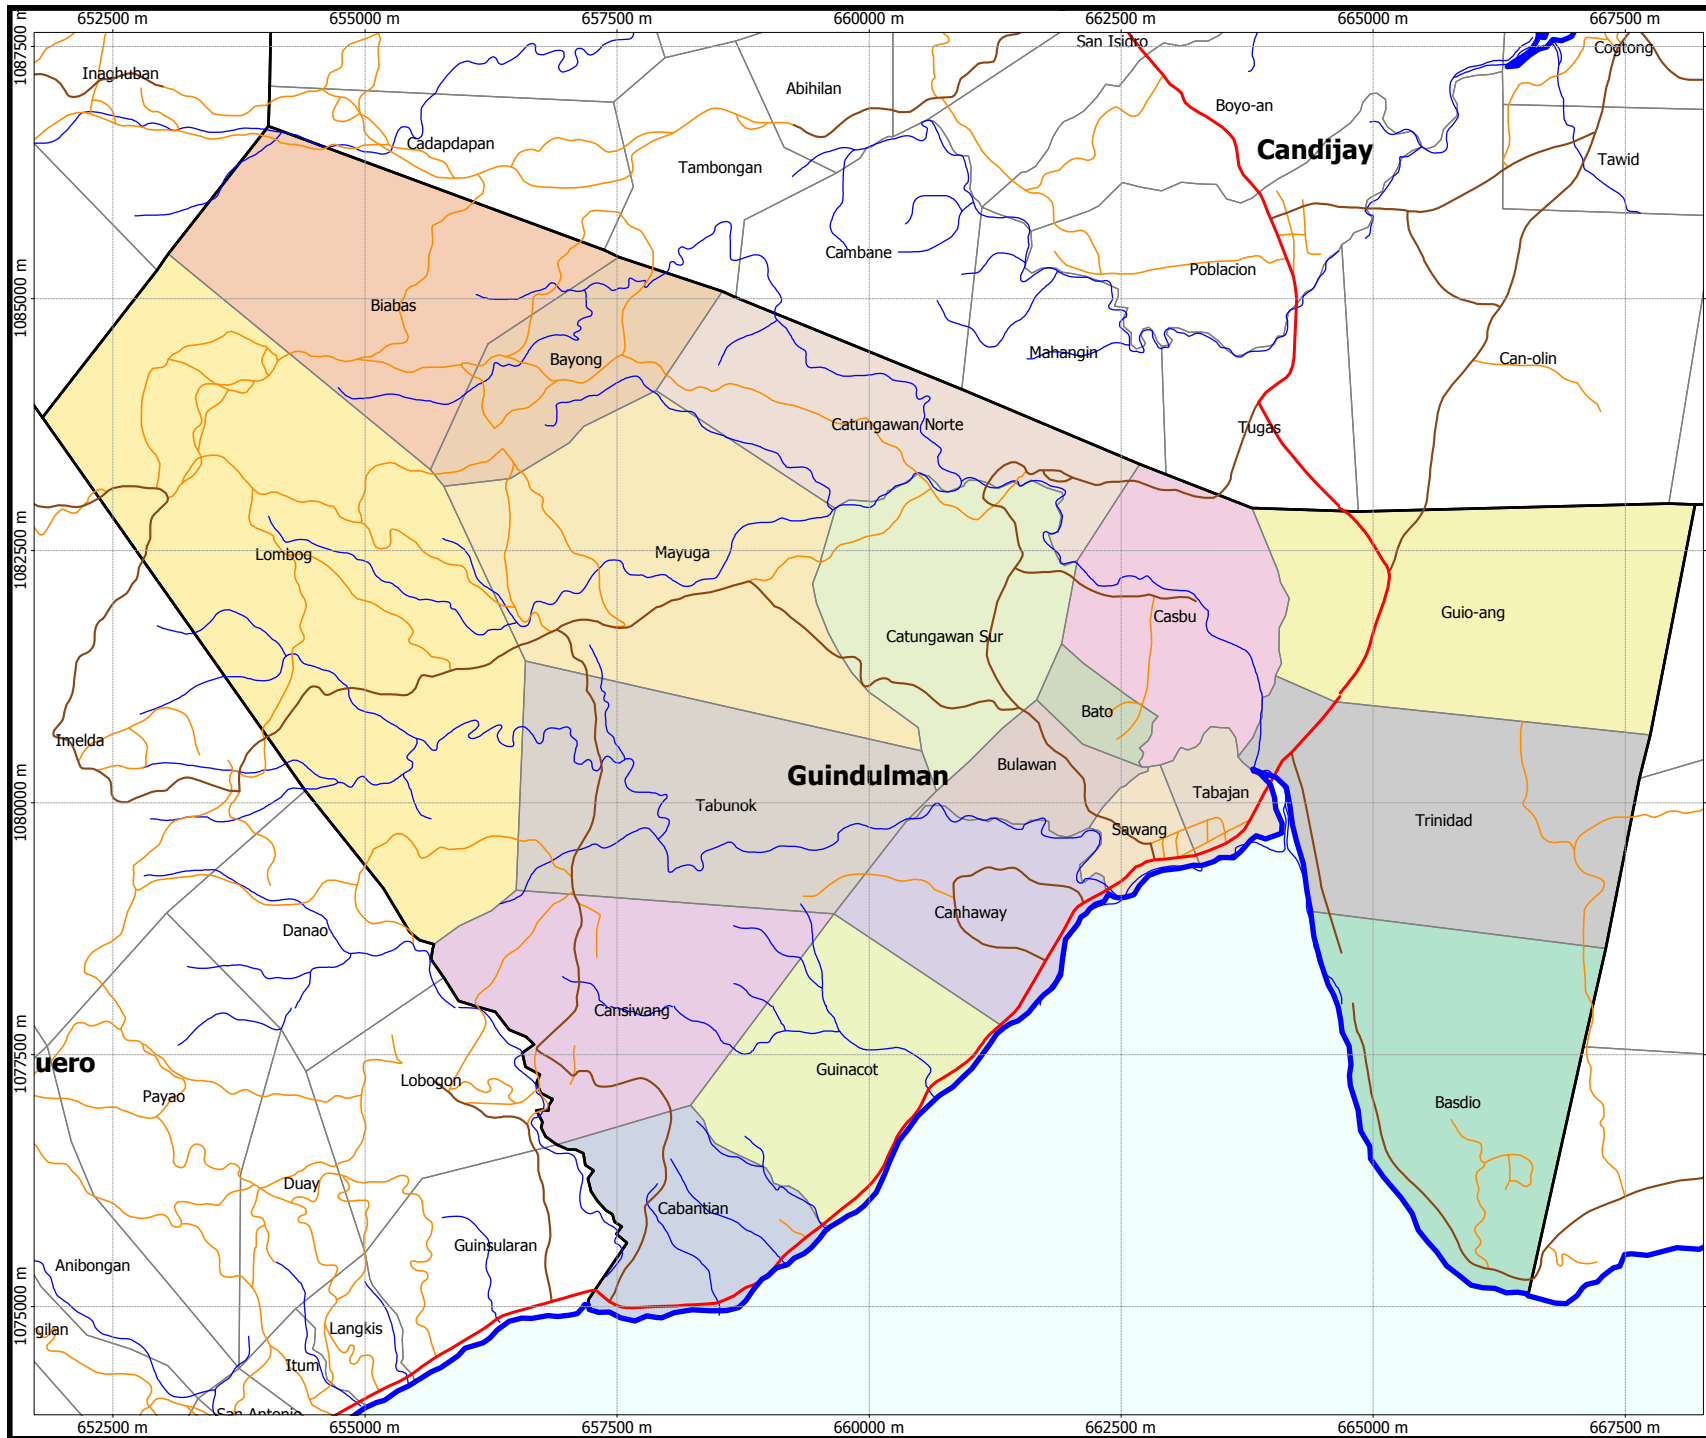 652500 m 655000 m 657500 m 660000 m 662500 m 665000 m 667500 m
San Isidro
Cogtong
Inaghuban
Abihilan
Boyo-an
Cadapdapan
Candijay
Tawid
Tambongan
Cambane
Poblacion
Biabas
Bayong
Mahangin
Can-olin
Catungawan Norte
Tugas
Lombog
Mayuga
Guio-ang
Casbu
Catungawan Sur
Bato
Imelda
Bulawan
Guindulman
Tabajan
Tabunok
Trinidad
Sawang
Canhaway
Danao
Cansiwang
uero
Guinacot
Lobogon
Payao
Basdio
Duay
Cabantian
Guinsularan
Anibongan
gilan
Langkis
Itum
San Antonio
652500 m 655000 m 657500 m 660000 m 662500 m 665000 m 667500 m
1087500 m
1085000 m
1082500 m
1080000 m
1077500 m
1075000 m